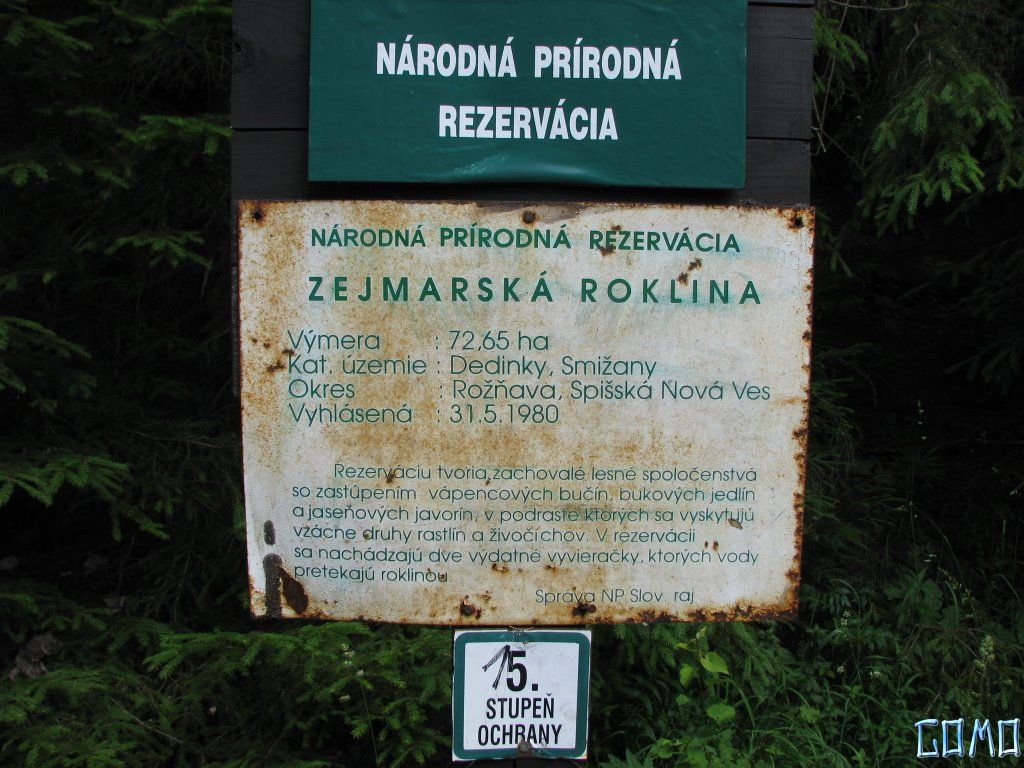 NÁRODNÁ PRÍRODNÁ
REZERVÁCIA
NÁRODNÁ PRÍRODNÁ REZERVÁCIA
ZEJMARSKÁ ROKLINA
Výmera : 72,65 ha
Kat. územie : Dedinky, Smižany
Okres : Rožňava, Spišská Nová Ves
Vyhlásená : 31.5.1980
Rezerváciu tvoria zachovalé lesné spoločenstvá
so zastúpením vápencových bučín, bukových jedlín
a jaseňových javorín, v podraste ktorých sa vyskytujú
vzácne druhy rastlín a živočíchov. V rezervácii
sa nachádzajú dve výdatné vyvieračky, ktorých vody
pretekajú roklinou.
Správa NP Slov. raj
15.
STUPEŇ
OCHRANY
GOMO